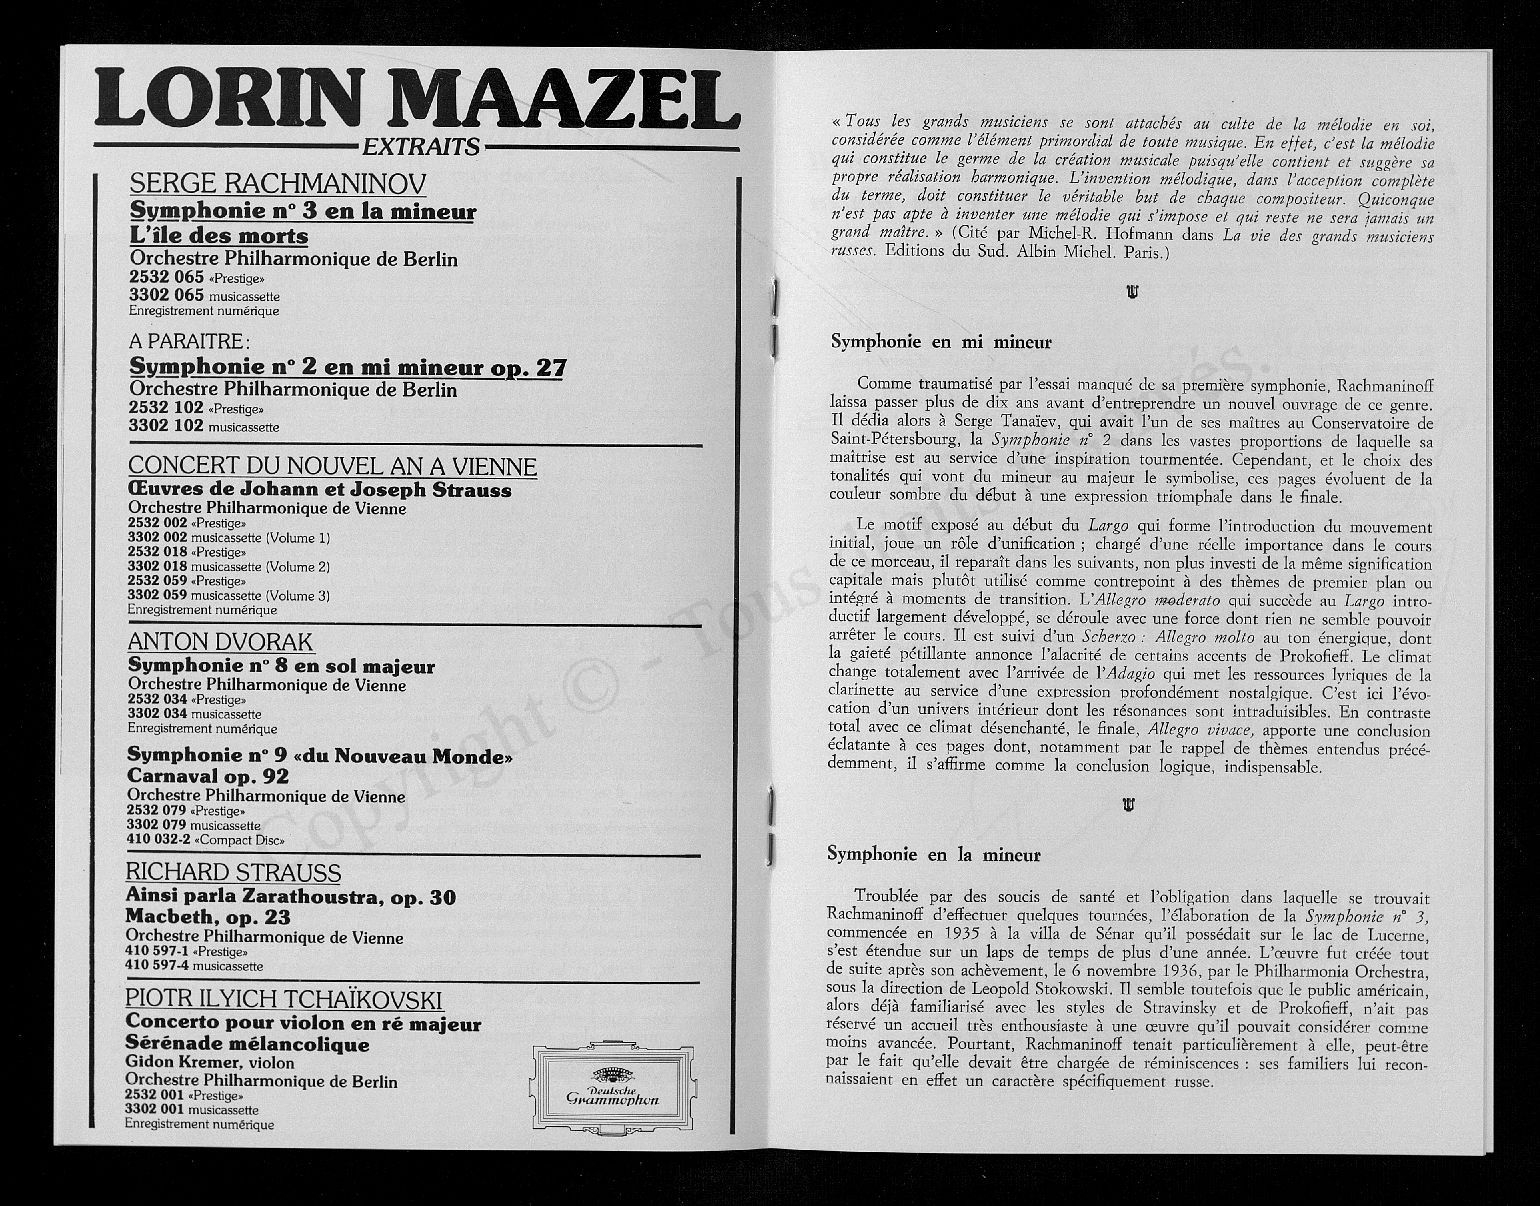 LORIN MAAZEL
EXTRAITS
SERGE RACHMANINOV
Symphonie n° 3 en la mineur
L'île des morts
Orchestre Philharmonique de Berlin
2532 065 «Prestige»
3302 065 musicassette
Enregistrement numérique
A PARAITRE:
Symphonie n° 2 en mi mineur op. 27
Orchestre Philharmonique de Berlin
2532 102 «Prestige»
3302 102 musicassette
CONCERT DU NOUVEL AN A VIENNE
Œuvres de Johann et Joseph Strauss
Orchestre Philharmonique de Vienne
2532 002 «Prestige»
3302 002 musicassette (Volume 1)
2532 018 «Prestige»
3302 018 musicassette (Volume 2)
2532 059 «Prestige»
3302 059 musicassette (Volume 3)
Enregistrement numérique
ANTON DVORAK
Symphonie n° 8 en sol majeur
Orchestre Philharmonique de Vienne
2532 034 «Prestige»
3302 034 musicassette
Enregistrement numérique
Symphonie n° 9 «du Nouveau Monde»
Carnaval op. 92
Orchestre Philharmonique de Vienne
2532 079 «Prestige»
3302 079 musicassette
410 032-2 «Compact Disc»
RICHARD STRAUSS
Ainsi parla Zarathoustra, op. 30
Macbeth, op. 23
Orchestre Philharmonique de Vienne
410 597-1 «Prestige»
410 597-4 musicassette
PIOTR ILYICH TCHAÏKOVSKI
Concerto pour violon en ré majeur
Sérénade mélancolique
Gidon Kremer, violon
Orchestre Philharmonique de Berlin
2532 001 «Prestige»
3302 001 musicassette
Enregistrement numérique
Deutsche
Grammophon
« Tous les grands musiciens se sont attachés au culte de la mélodie en soi,
considérée comme l'élément primordial de toute musique. En effet, c'est la mélodie
qui constitue le germe de la création musicale puisqu'elle contient et suggère sa
propre réalisation harmonique. L'invention mélodique, dans l'acception complète
du terme, doit constituer le véritable but de chaque compositeur. Quiconque
n'est pas apte à inventer une mélodie qui s'impose et qui reste ne sera jamais un
grand maître. » (Cité par Michel-R. Hofmann dans La vie des grands musiciens
russes. Editions du Sud. Albin Michel. Paris.)
Symphonie en mi mineur
Comme traumatisé par l'essai manqué de sa première symphonie, Rachmaninoff
laissa passer plus de dix ans avant d'entreprendre un nouvel ouvrage de ce genre.
Il dédia alors à Serge Tanaïev, qui avait l'un de ses maîtres au Conservatoire de
Saint-Pétersbourg, la Symphonie n° 2 dans les vastes proportions de laquelle sa
maîtrise est au service d'une inspiration tourmentée. Cependant, et le choix des
tonalités qui vont du mineur au majeur le symbolise, ces pages évoluent de la
couleur sombre du début à une expression triomphale dans le finale.
Le motif exposé au début du Largo qui forme l'introduction du mouvement
initial, joue un rôle d'unification ; chargé d'une réelle importance dans le cours
de ce morceau, il reparaît dans les suivants, non plus investi de la même signification
capitale mais plutôt utilisé comme contrepoint à des thèmes de premier plan ou
intégré à moments de transition. L'Allegro moderato qui succède au Largo intro-
ductif largement développé, se déroule avec une force dont rien ne semble pouvoir
arrêter le cours. Il est suivi d'un Scherzo : Allegro molto au ton énergique, dont
la gaieté pétillante annonce l'alacrité de certains accents de Prokofieff. Le climat
change totalement avec l'arrivée de l'Adagio qui met les ressources lyriques de la
clarinette au service d'une expression profondément nostalgique. C'est ici l'évo-
cation d'un univers intérieur dont les résonances sont intraduisibles. En contraste
total avec ce climat désenchanté, le finale, Allegro vivace, apporte une conclusion
éclatante à ces pages dont, notamment par le rappel de thèmes entendus précé-
demment, il s'affirme comme la conclusion logique, indispensable.
Symphonie en la mineur
Troublée par des soucis de santé et l'obligation dans laquelle se trouvait
Rachmaninoff d'effectuer quelques tournées, l'élaboration de la Symphonie n° 3,
commencée en 1935 à la villa de Sénar qu'il possédait sur le lac de Lucerne,
s'est étendue sur un laps de temps de plus d'une année. L'œuvre fut créée tout
de suite après son achèvement, le 6 novembre 1936, par le Philharmonia Orchestra,
sous la direction de Leopold Stokowski. Il semble toutefois que le public américain,
alors déjà familiarisé avec les styles de Stravinsky et de Prokofieff, n'ait pas
réservé un accueil très enthousiaste à une œuvre qu'il pouvait considérer comme
moins avancée. Pourtant, Rachmaninoff tenait particulièrement à elle, peut-être
par le fait qu'elle devait être chargée de réminiscences : ses familiers lui recon-
naissaient en effet un caractère spécifiquement russe.
Copyright © - Tous